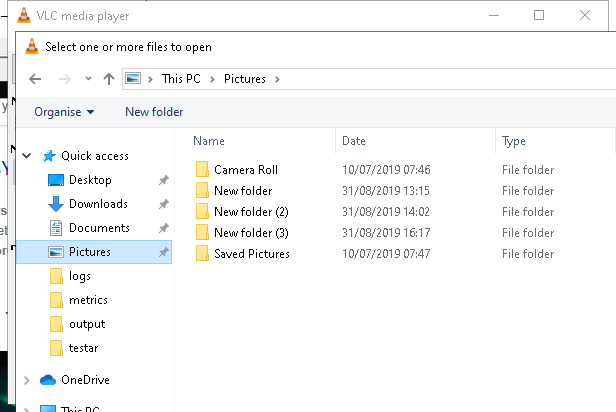 VLC media player
Select one or more files to open
This PC > Pictures >
Organise New folder
Name Date Type
Quick access
Desktop
Downloads
Documents
Pictures
logs
metrics
output
testar
OneDrive
This PC
Camera Roll 10/07/2019 07:46 File folder
New folder 31/08/2019 13:15 File folder
New folder (2) 31/08/2019 14:02 File folder
New folder (3) 31/08/2019 16:17 File folder
Saved Pictures 10/07/2019 07:47 File folder